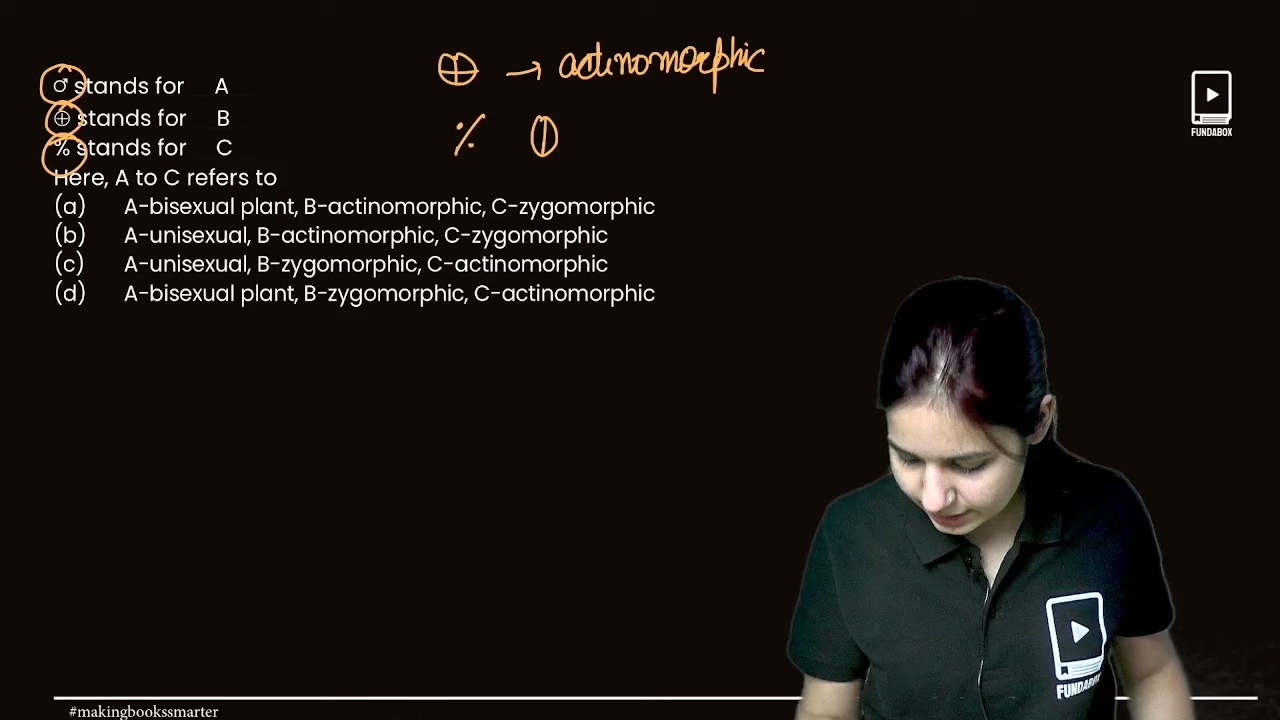 ⊕ → actinomorphic
♂ stands for A
⊕ stands for B
% stands for C
% ⦶
Here, A to C refers to
(a) A-bisexual plant, B-actinomorphic, C-zygomorphic
(b) A-unisexual, B-actinomorphic, C-zygomorphic
(c) A-unisexual, B-zygomorphic, C-actinomorphic
(d) A-bisexual plant, B-zygomorphic, C-actinomorphic
FUNDABOX
FUNDABOX
#makingbookssmarter